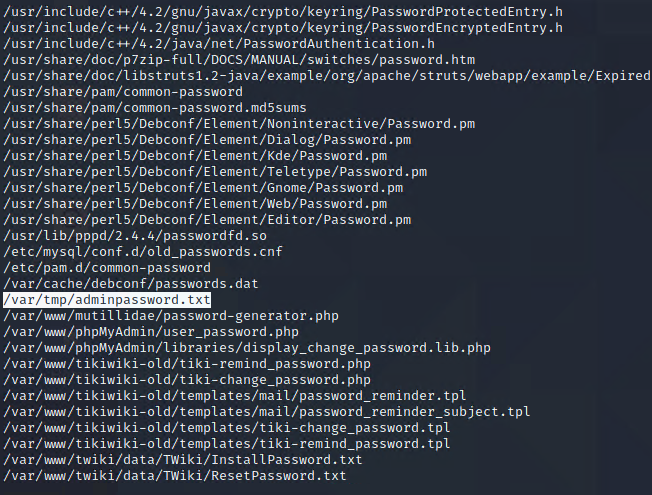 /usr/include/c++/4.2/gnu/javax/crypto/keyring/PasswordProtectedEntry.h
/usr/include/c++/4.2/gnu/javax/crypto/keyring/PasswordEncryptedEntry.h
/usr/include/c++/4.2/java/net/PasswordAuthentication.h
/usr/share/doc/p7zip-full/DOCS/MANUAL/switches/password.htm
/usr/share/doc/libstruts1.2-java/example/org/apache/struts/webapp/example/Expired
/usr/share/pam/common-password
/usr/share/pam/common-password.md5sums
/usr/share/perl5/Debconf/Element/Noninteractive/Password.pm
/usr/share/perl5/Debconf/Element/Dialog/Password.pm
/usr/share/perl5/Debconf/Element/Kde/Password.pm
/usr/share/perl5/Debconf/Element/Teletype/Password.pm
/usr/share/perl5/Debconf/Element/Gnome/Password.pm
/usr/share/perl5/Debconf/Element/Web/Password.pm
/usr/share/perl5/Debconf/Element/Editor/Password.pm
/usr/lib/pppd/2.4.4/passwordfd.so
/etc/mysql/conf.d/old_passwords.cnf
/etc/pam.d/common-password
/var/cache/debconf/passwords.dat
/var/tmp/adminpassword.txt
/var/www/mutillidae/password-generator.php
/var/www/phpMyAdmin/user_password.php
/var/www/phpMyAdmin/libraries/display_change_password.lib.php
/var/www/tikiwiki-old/tiki-remind_password.php
/var/www/tikiwiki-old/tiki-change_password.php
/var/www/tikiwiki-old/templates/mail/password_reminder.tpl
/var/www/tikiwiki-old/templates/mail/password_reminder_subject.tpl
/var/www/tikiwiki-old/templates/tiki-change_password.tpl
/var/www/tikiwiki-old/templates/tiki-remind_password.tpl
/var/www/twiki/data/TWiki/InstallPassword.txt
/var/www/twiki/data/TWiki/ResetPassword.txt